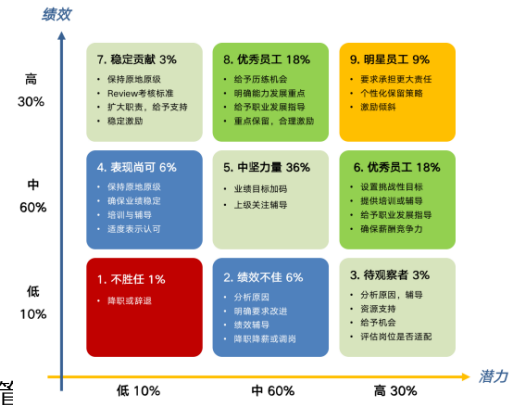 绩效
高
30%
7. 稳定贡献 3%
• 保持原地原级
• Review考核标准
• 扩大职责，给予支持
• 稳定激励
8. 优秀员工 18%
• 给予历练机会
• 明确能力发展重点
• 给予职业发展指导
• 重点保留，合理激励
9. 明星员工 9%
• 要求承担更大责任
• 个性化保留策略
• 激励倾斜
中
60%
4. 表现尚可 6%
• 保持原地原级
• 确保业绩稳定
• 培训与辅导
• 适度表示认可
5. 中坚力量 36%
• 业绩目标加码
• 上级关注辅导
6. 优秀员工 18%
• 设置挑战性目标
• 提供培训或辅导
• 给予职业发展指导
• 确保薪酬竞争力
低
10%
1. 不胜任 1%
• 降职或辞退
2. 绩效不佳 6%
• 分析原因
• 明确要求改进
• 绩效辅导
• 降职降薪或调岗
3. 待观察者 3%
• 分析原因，辅导
• 资源支持
• 给予机会
• 评估岗位是否适配
低 10%
中 60%
高 30%
潜力